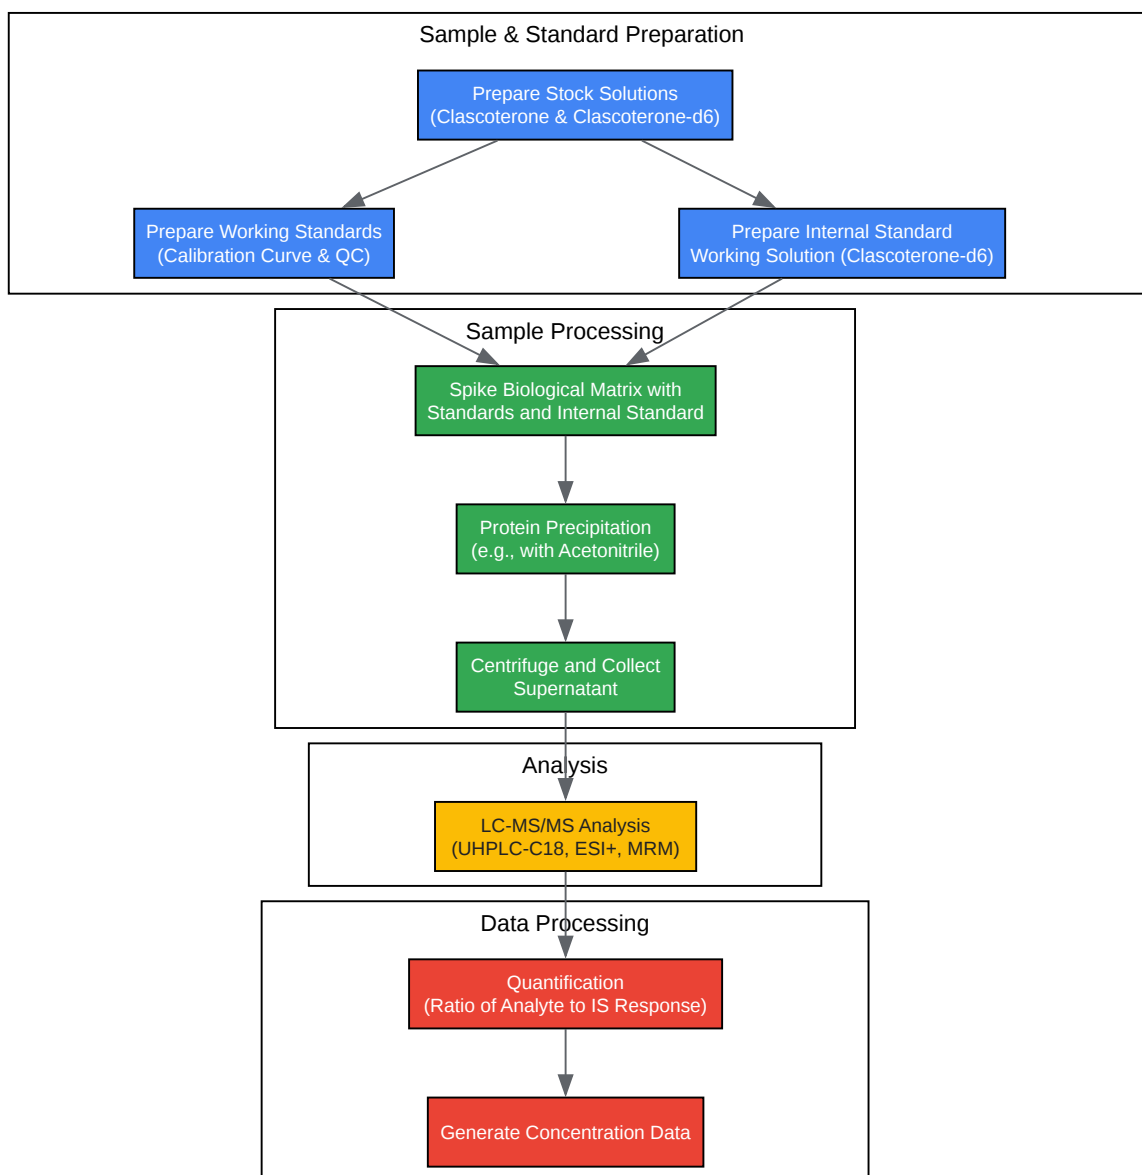 Sample & Standard Preparation
Prepare Stock Solutions
(Clascoterone & Clascoterone-d6)
Prepare Working Standards
(Calibration Curve & QC)
Prepare Internal Standard
Working Solution (Clascoterone-d6)
Sample Processing
Spike Biological Matrix with
Standards and Internal Standard
Protein Precipitation
(e.g., with Acetonitrile)
Centrifuge and Collect
Supernatant
Analysis
LC-MS/MS Analysis
(UHPLC-C18, ESI+, MRM)
Data Processing
Quantification
(Ratio of Analyte to IS Response)
Generate Concentration Data